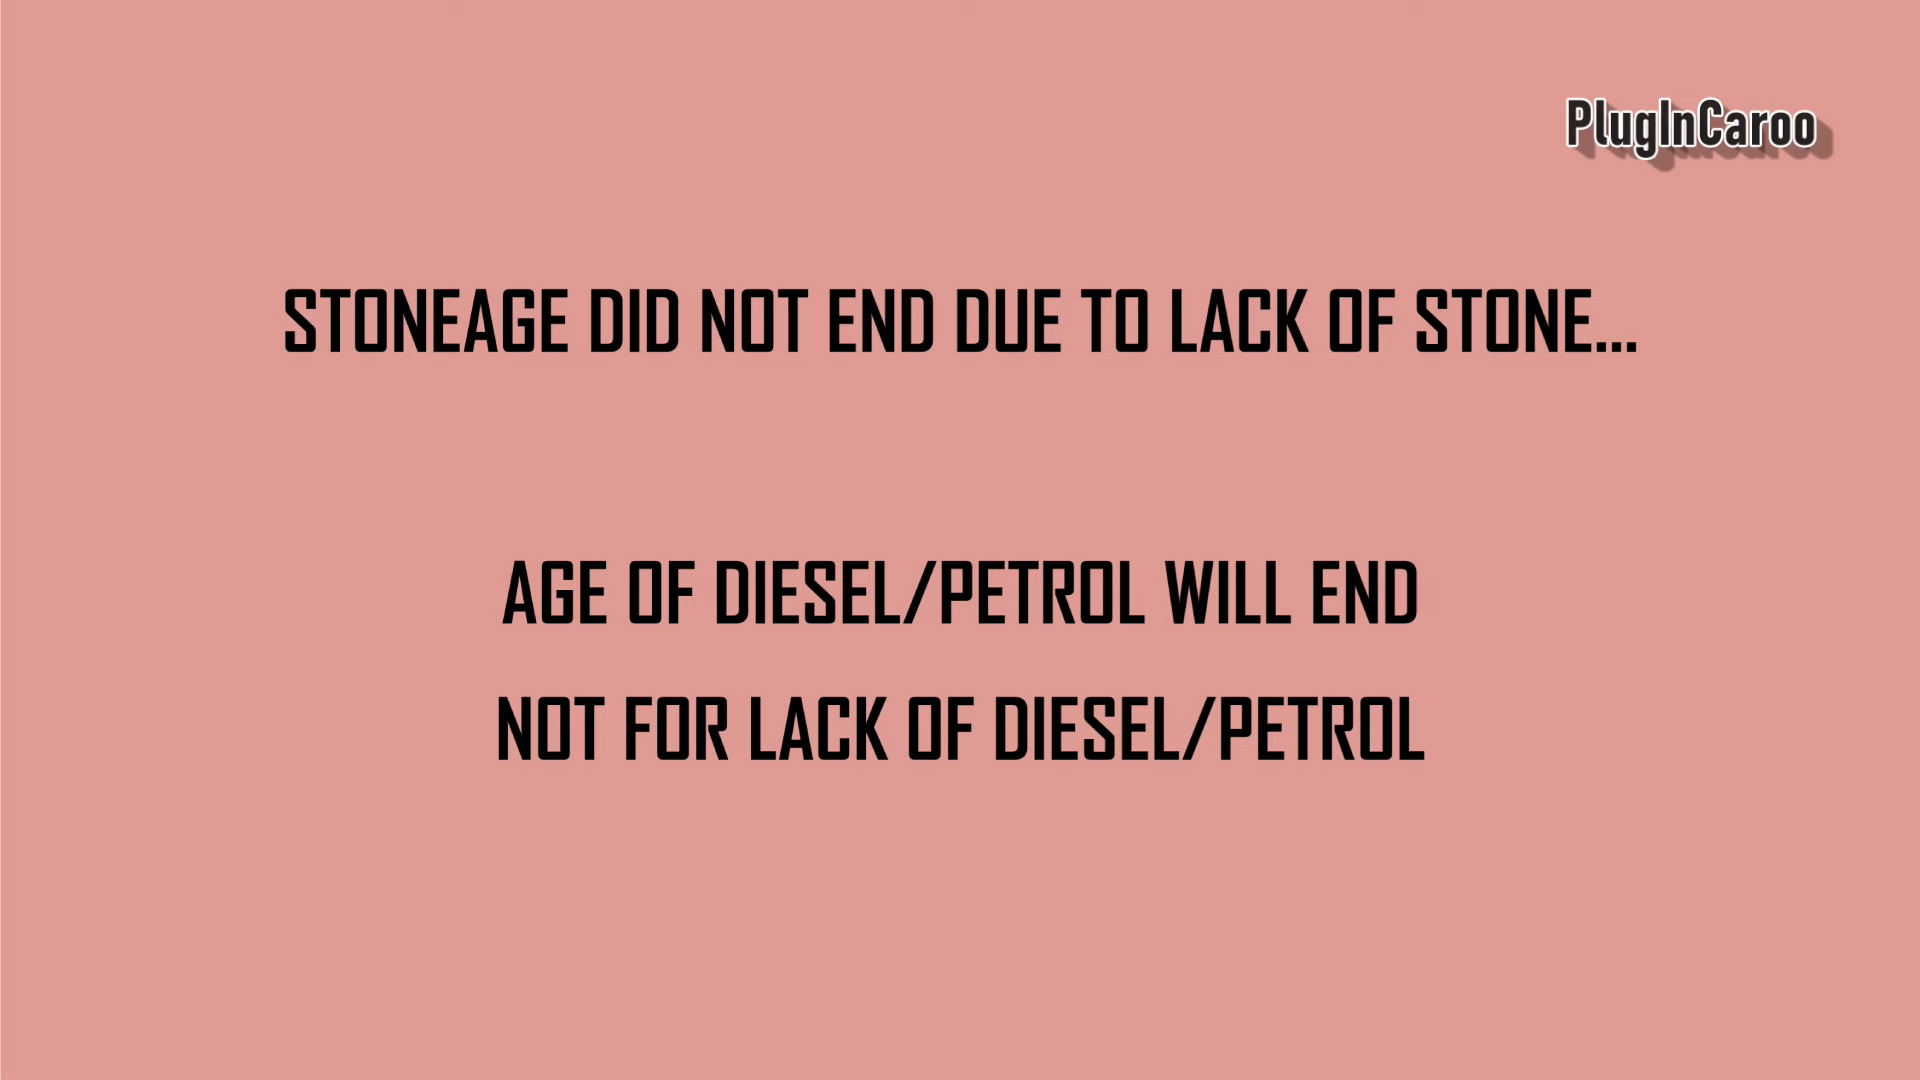 PlugInCaroo
STONEAGE DID NOT END DUE TO LACK OF STONE...
AGE OF DIESEL/PETROL WILL END
NOT FOR LACK OF DIESEL/PETROL